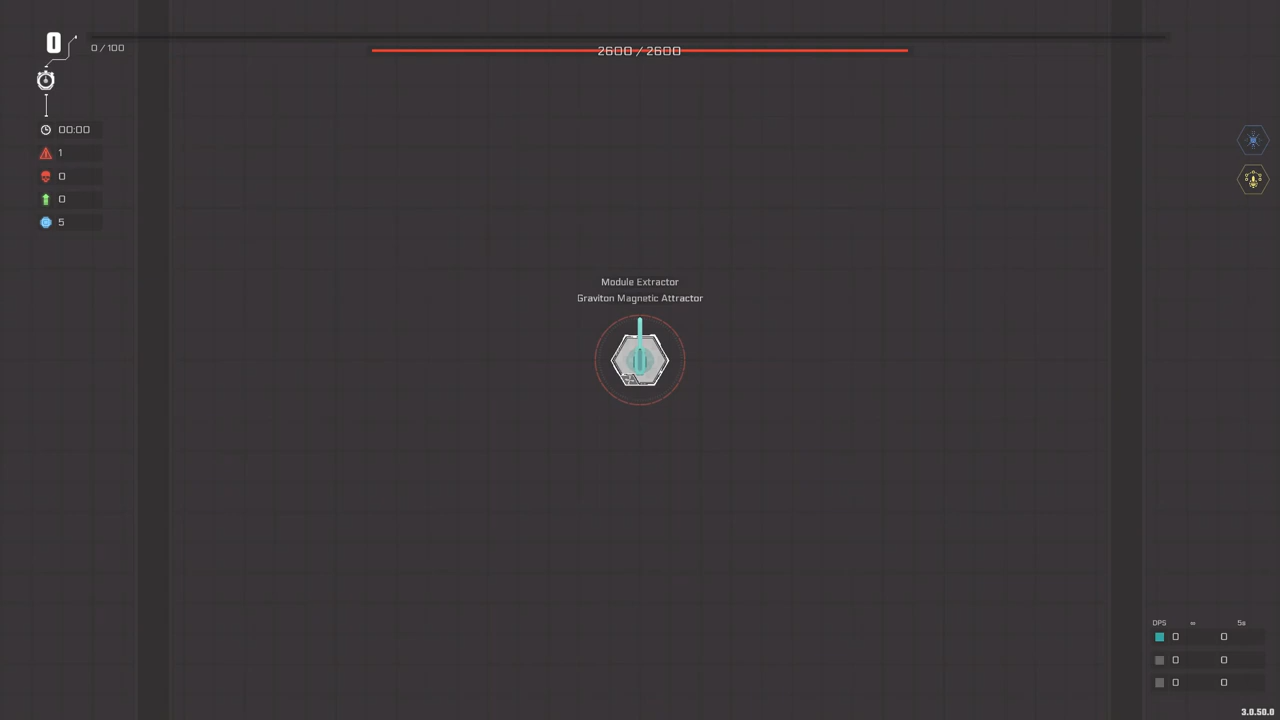 0
0 / 100
2600 / 2600
00:00
1
0
0
5
Module Extractor
Graviton Magnetic Attractor
DPS ∞ 5s
0 0
0 0
0 0
3.0.50.0